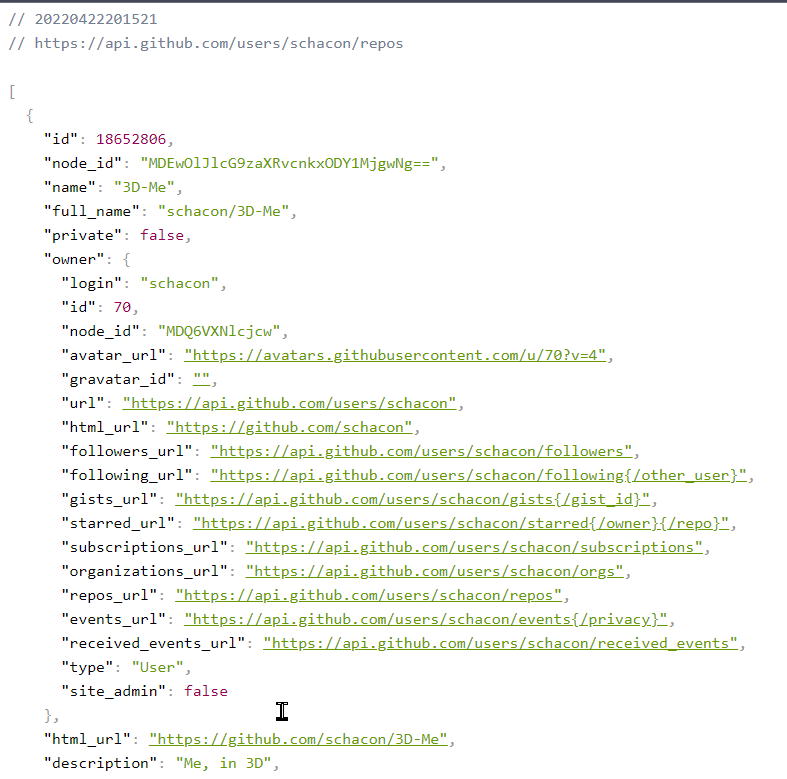 // 20220422201521
// https://api.github.com/users/schacon/repos
[
{
"id": 18652806,
"node_id": "MDEwOlJlcG9zaXRvcnkxODY1MjgwNg==",
"name": "3D-Me",
"full_name": "schacon/3D-Me",
"private": false,
"owner": {
"login": "schacon",
"id": 70,
"node_id": "MDQ6VXNlcjcw",
"avatar_url": "https://avatars.githubusercontent.com/u/70?v=4",
"gravatar_id": "",
"url": "https://api.github.com/users/schacon",
"html_url": "https://github.com/schacon",
"followers_url": "https://api.github.com/users/schacon/followers",
"following_url": "https://api.github.com/users/schacon/following{/other_user}",
"gists_url": "https://api.github.com/users/schacon/gists{/gist_id}",
"starred_url": "https://api.github.com/users/schacon/starred{/owner}{/repo}",
"subscriptions_url": "https://api.github.com/users/schacon/subscriptions",
"organizations_url": "https://api.github.com/users/schacon/orgs",
"repos_url": "https://api.github.com/users/schacon/repos",
"events_url": "https://api.github.com/users/schacon/events{/privacy}",
"received_events_url": "https://api.github.com/users/schacon/received_events",
"type": "User",
"site_admin": false
},
"html_url": "https://github.com/schacon/3D-Me",
"description": "Me, in 3D",